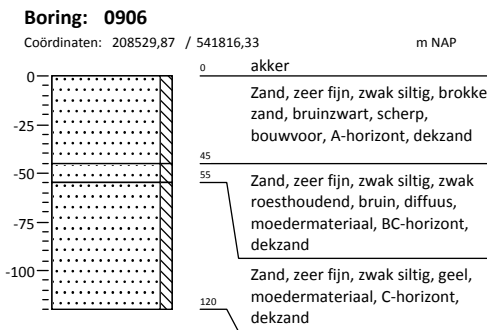 Boring: 0906
Coördinaten: 208529,87 / 541816,33 m NAP
0
-25
-50
-75
-100
0
akker
Zand, zeer fijn, zwak siltig, brokke
zand, bruinzwart, scherp,
bouwvoor, A-horizont, dekzand
45
55
Zand, zeer fijn, zwak siltig, zwak
roesthoudend, bruin, diffuus,
moedermateriaal, BC-horizont,
dekzand
Zand, zeer fijn, zwak siltig, geel,
moedermateriaal, C-horizont,
dekzand
120